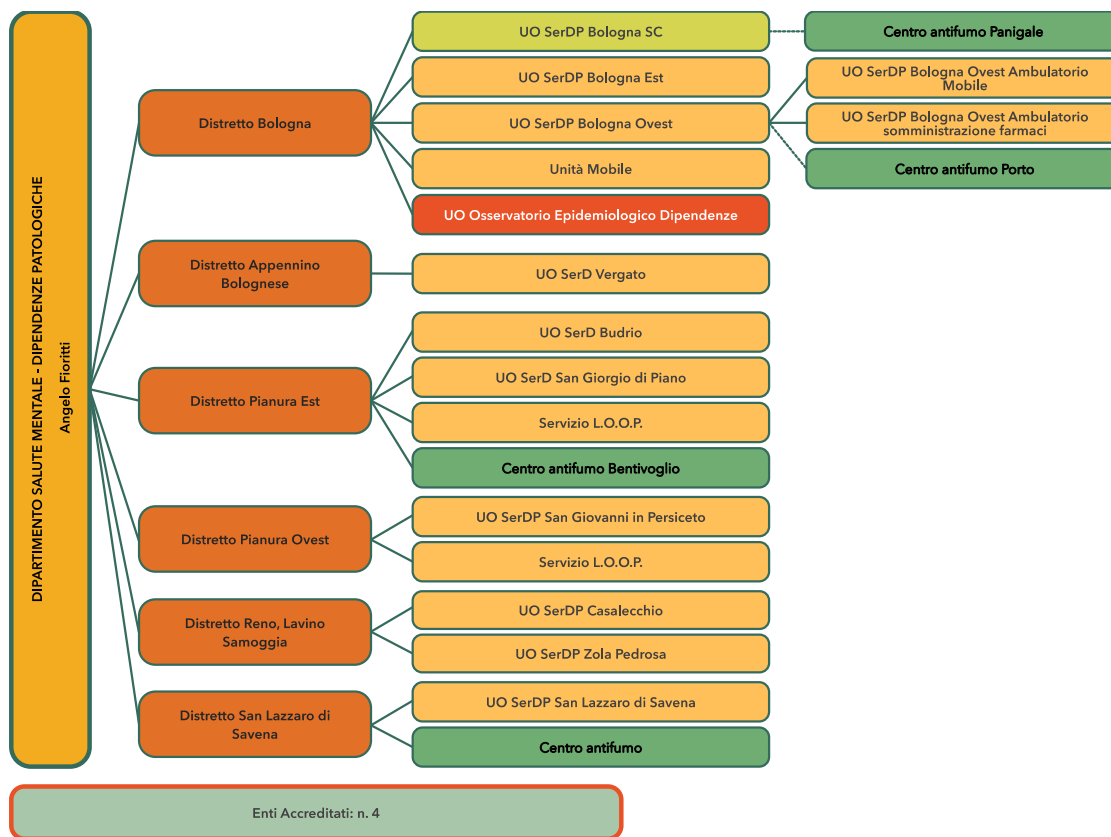 DIPARTIMENTO SALUTE MENTALE - DIPENDENZE PATOLOGICHE
Angelo Fioritti
Distretto Bologna
UO SerDP Bologna SC
Centro antifumo Panigale
UO SerDP Bologna Est
UO SerDP Bologna Ovest
UO SerDP Bologna Ovest Ambulatorio
Mobile
UO SerDP Bologna Ovest Ambulatorio
somministrazione farmaci
Centro antifumo Porto
Unità Mobile
UO Osservatorio Epidemiologico Dipendenze
Distretto Appennino
Bolognese
UO SerD Vergato
Distretto Pianura Est
UO SerD Budrio
UO SerD San Giorgio di Piano
Servizio L.O.O.P.
Centro antifumo Bentivoglio
Distretto Pianura Ovest
UO SerDP San Giovanni in Persiceto
Servizio L.O.O.P.
Distretto Reno, Lavino
Samoggia
UO SerDP Casalecchio
UO SerDP Zola Pedrosa
Distretto San Lazzaro di
Savena
UO SerDP San Lazzaro di Savena
Centro antifumo
Enti Accreditati: n. 4